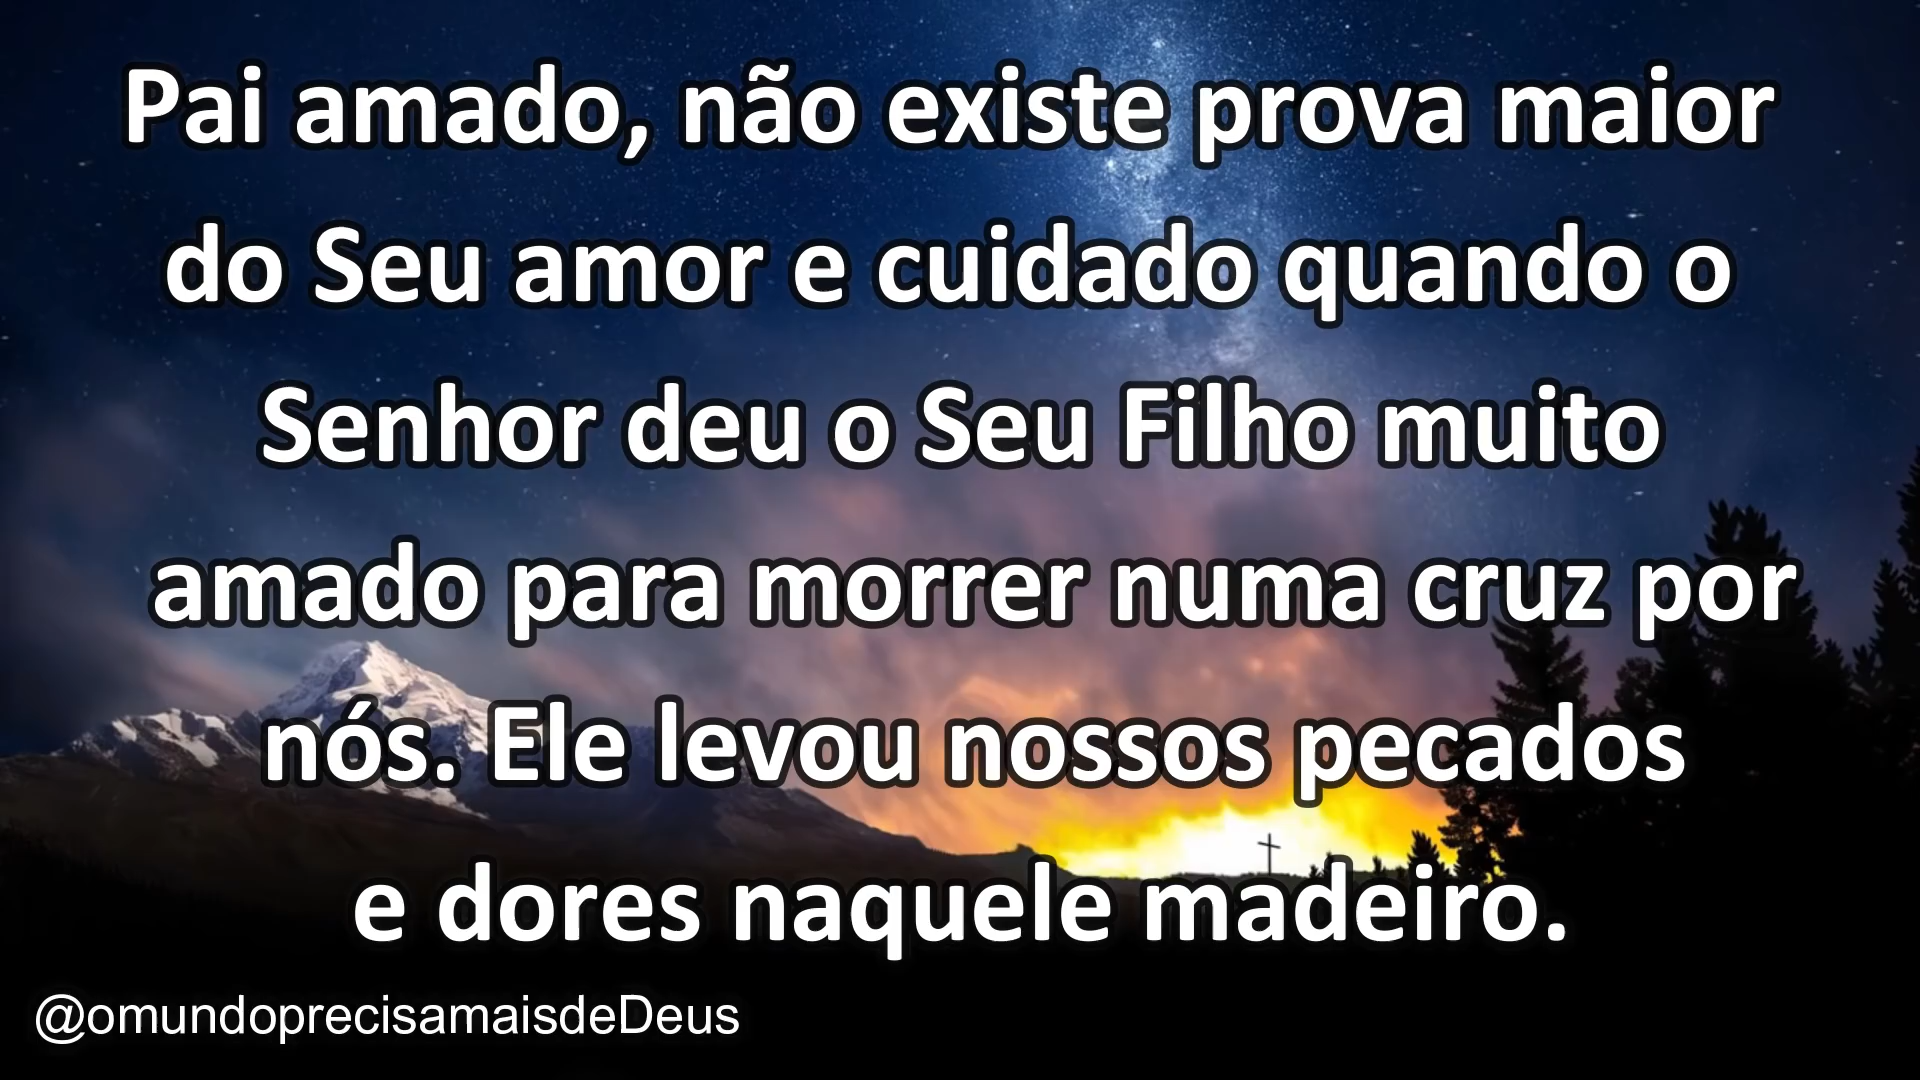 Pai amado, não existe prova maior
do Seu amor e cuidado quando o
Senhor deu o Seu Filho muito
amado para morrer numa cruz por
nós. Ele levou nossos pecados
e dores naquele madeiro.
@omundoprecisamaisdeDeus